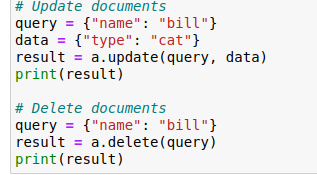 # Update documents
query = {"name": "bill"}
data = {"type": "cat"}
result = a.update(query, data)
print(result)
# Delete documents
query = {"name": "bill"}
result = a.delete(query)
print(result)